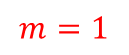 m = 1